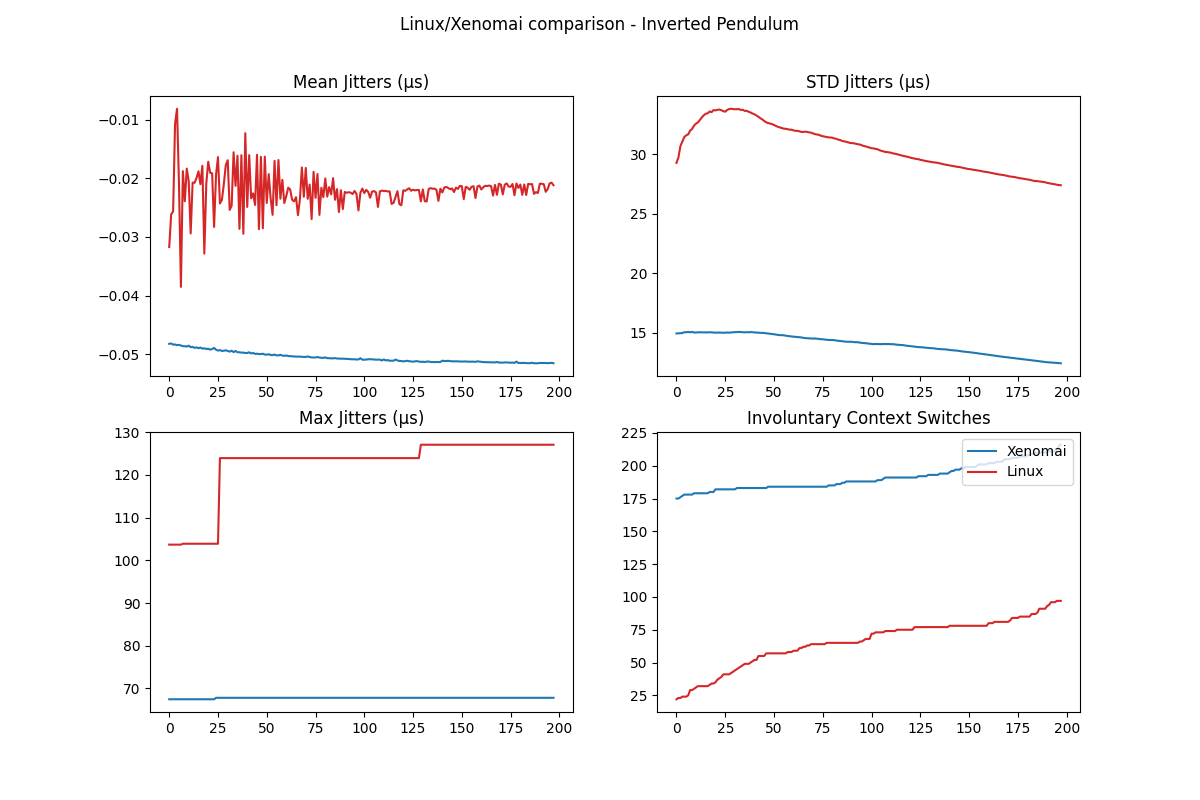 Linux/Xenomai comparison - Inverted Pendulum
Mean Jitters (µs)
−0.01
−0.02
−0.03
−0.04
−0.05
0 25 50 75 100 125 150 175 200
STD Jitters (µs)
30
25
20
15
0 25 50 75 100 125 150 175 200
Max Jitters (µs)
130
120
110
100
90
80
70
0 25 50 75 100 125 150 175 200
Involuntary Context Switches
225
200
175
150
125
100
75
50
25
Xenomai
Linux
0 25 50 75 100 125 150 175 200